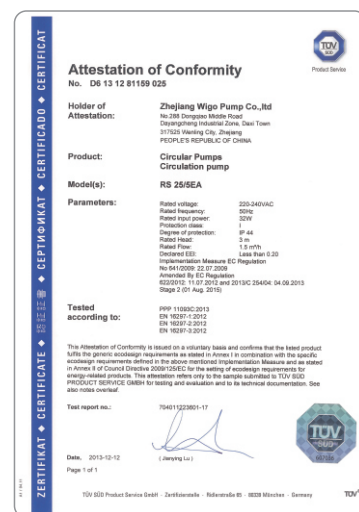 TÜV
SÜD
Product Service
Attestation of Conformity
No. D6 13 12 81159 025
Holder of Attestation: Zhejiang Wigo Pump Co.,ltd
No.288 Dongqiao Middle Road
Dayangcheng Industrial Zone, Daxi Town
317525 Wenling City, Zhejiang
PEOPLE'S REPUBLIC OF CHINA
Product: Circular Pumps
Circulation pump
Model(s): RS 25/5EA
Parameters:
Rated voltage: 220-240VAC
Rated frequency: 50Hz
Rated input power: 32W
Protection class: I
Degree of protection: IP 44
Rated Head: 3 m
Rated Flow: 1.5 m³/h
Declared EEI: Less than 0.20
Implementation Measure EC Regulation
No 641/2009: 22.07.2009
Amended By EC Regulation
622/2012: 11.07.2012 and 2013/C 254/04: 04.09.2013
Stage 2 (01 Aug. 2015)
Tested according to:
PPP 11093C:2013
EN 16297-1:2012
EN 16297-2:2012
EN 16297-3:2012
This Attestation of Conformity is issued on a voluntary basis and confirms that the listed product
fulfils the generic ecodesign requirements as stated in Annex I in combination with the specific
ecodesign requirements defined in the above mentioned Implementation Measure and as stated
in Annex II of Council Directive 2009/125/EC for the setting of ecodesign requirements for
energy-related products. This attestation refers only to the sample submitted to TÜV SÜD
PRODUCT SERVICE GMBH for testing and evaluation and to its technical documentation. See
also notes overleaf.
Test report no.: 704011223601-17
Date, 2013-12-12
( Jianying Lu )
Page 1 of 1
TÜV
SÜD
TÜV SÜD Product Service GmbH · Zertifizierstelle · Ridlerstraße 65 · 80339 München · Germany
TÜV
ZERTIFIKAT ◆ CERTIFICATE ◆ ◆ СЕРТИФИКАТ ◆ CERTIFICADO ◆ CERTIFICAT